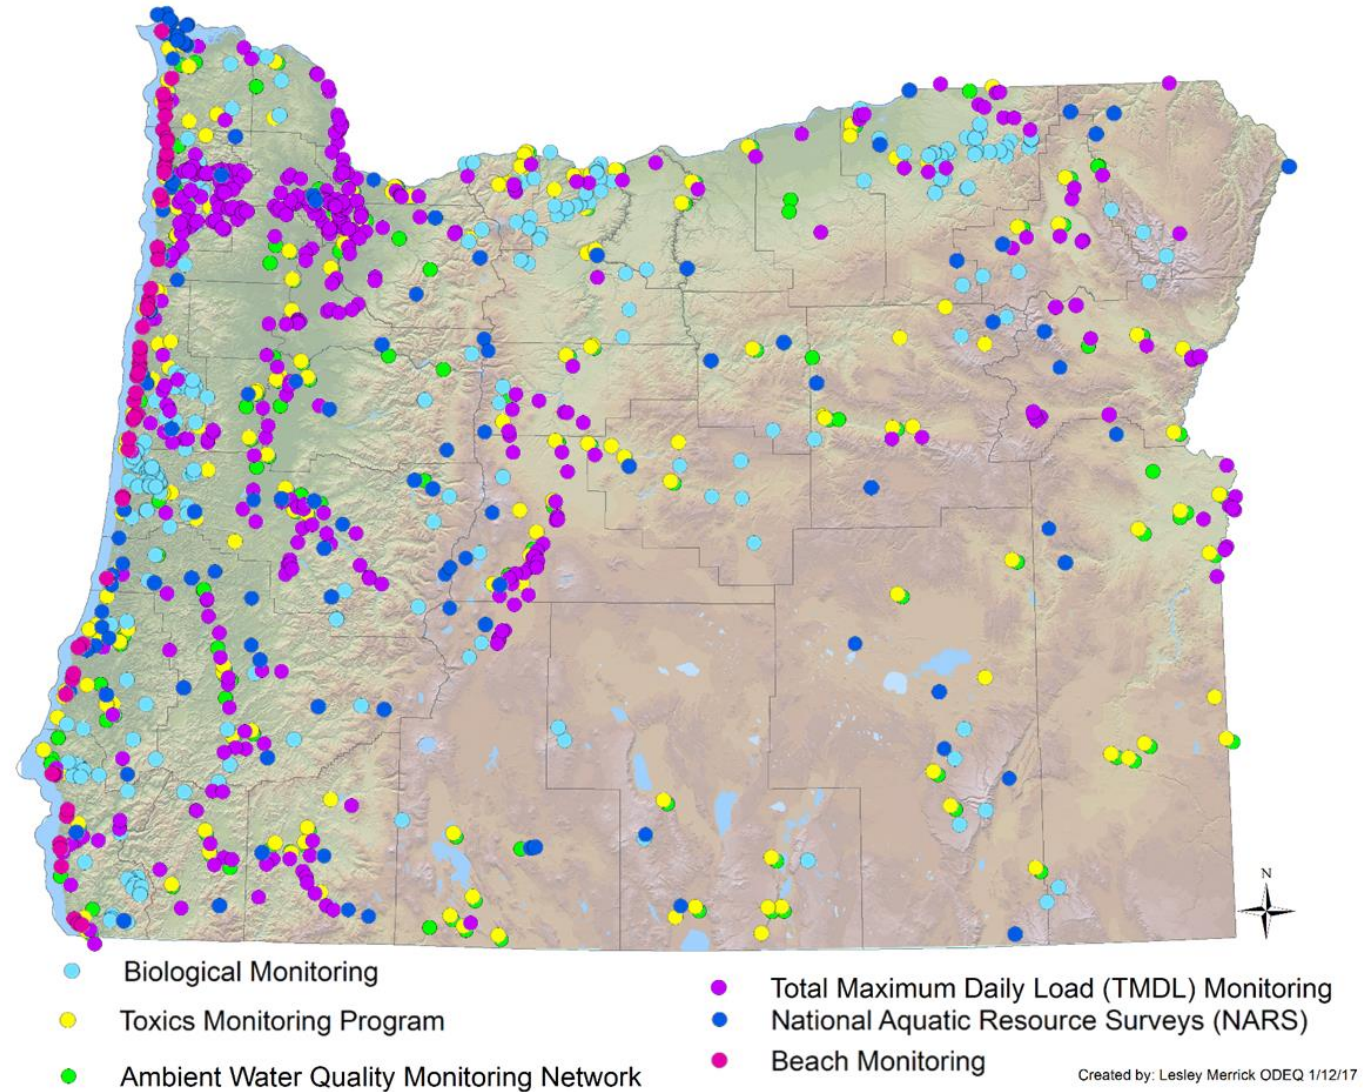 N
Biological Monitoring
Toxics Monitoring Program
Ambient Water Quality Monitoring Network
Total Maximum Daily Load (TMDL) Monitoring
National Aquatic Resource Surveys (NARS)
Beach Monitoring
Created by: Lesley Merrick ODEQ 1/12/17